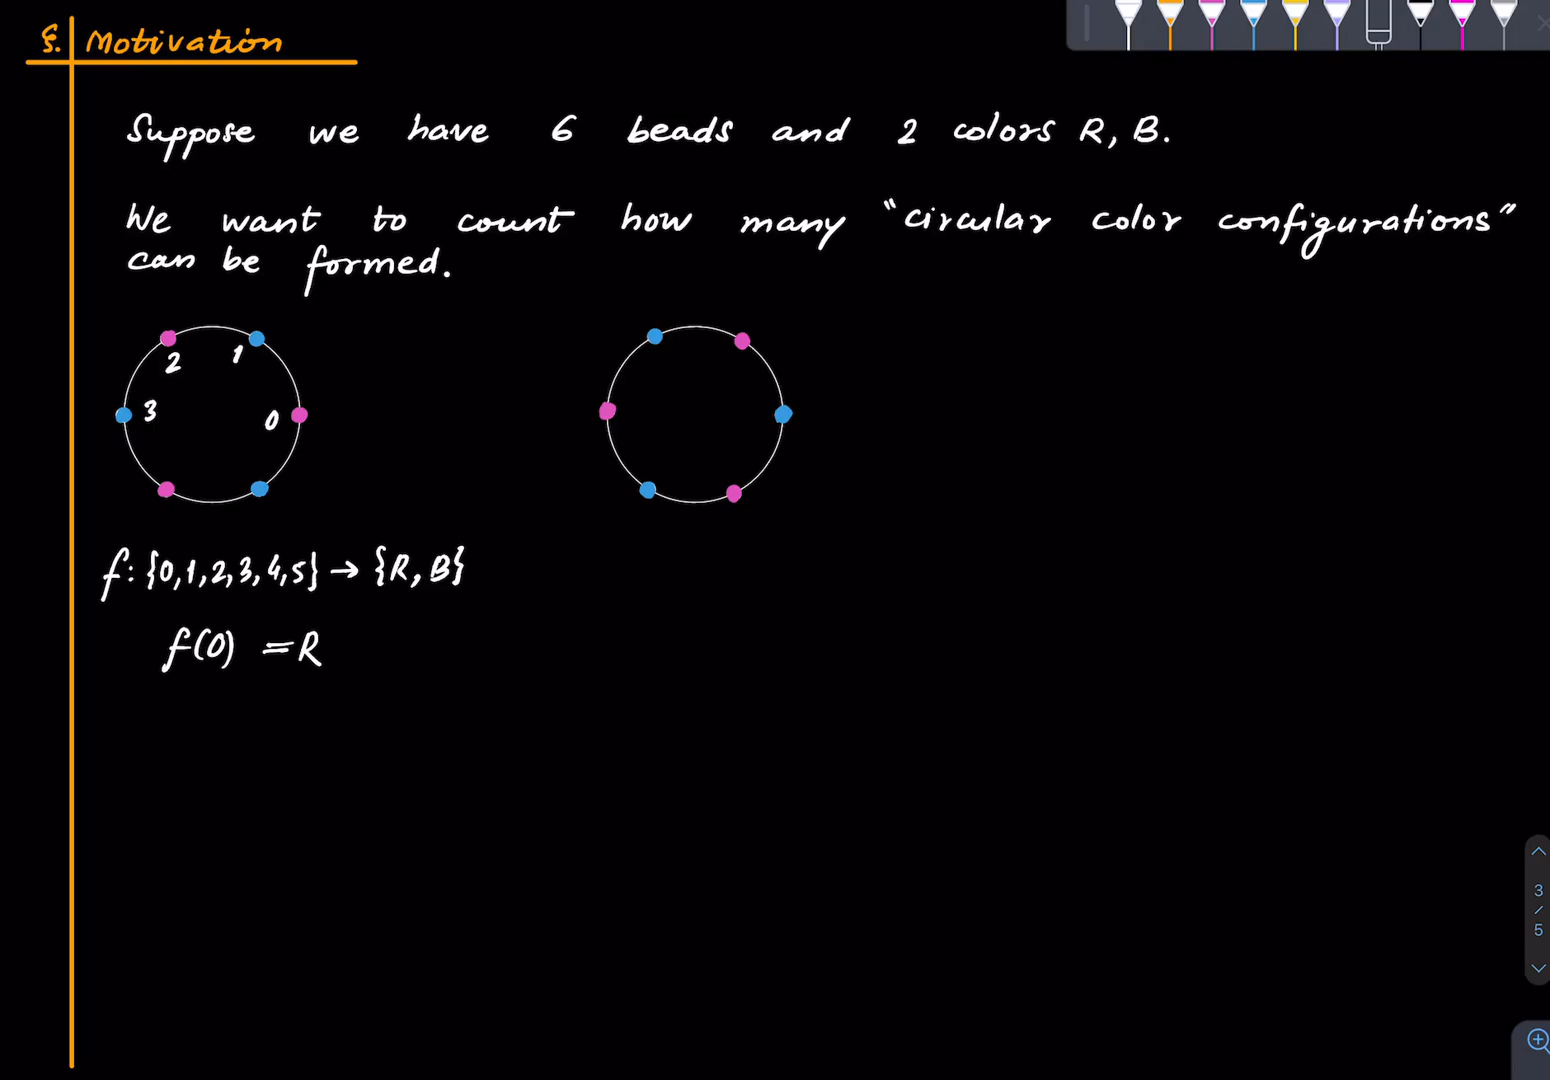 §. Motivation
Suppose we have 6 beads and 2 colors R, B.
We want to count how many "circular color configurations"
can be formed.
2 1
3 0
f: {0,1,2,3,4,5} → {R, B}
f(0) = R
3
/
5